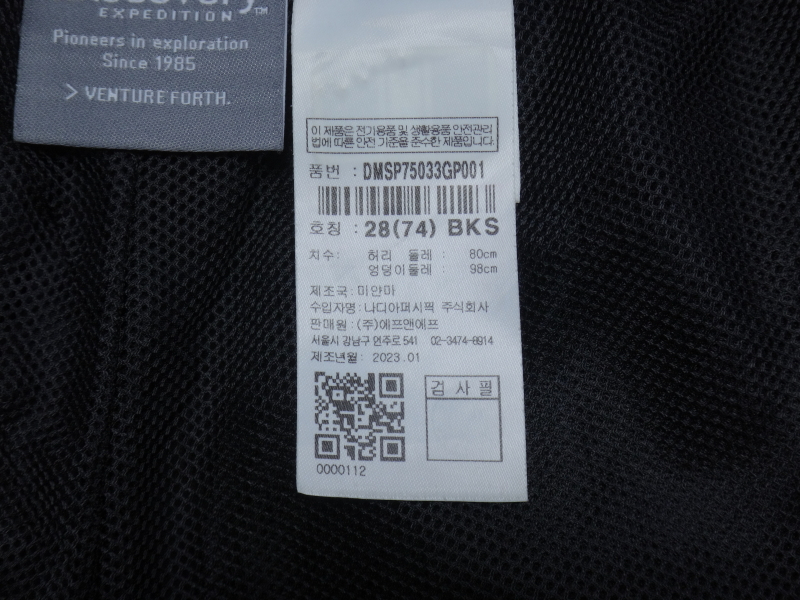 EXPEDITION
TM
Pioneers in exploration
Since 1985
> VENTURE FORTH.
이 제품은 전기용품 및 생활용품 안전관리
법에 따른 안전 기준을 준수한 제품입니다.
품번 : DMSP75033GP001
호칭 : 28(74) BKS
치수: 허리 둘레 : 80cm
엉덩이둘레 : 98cm
제조국: 미얀마
수입자명: 나디아퍼시픽 주식회사
판매원 : (주)에프앤에프
서울시 강남구 언주로 541 02-3474-8914
제조년월: 2023.01
검 사 필
0000112